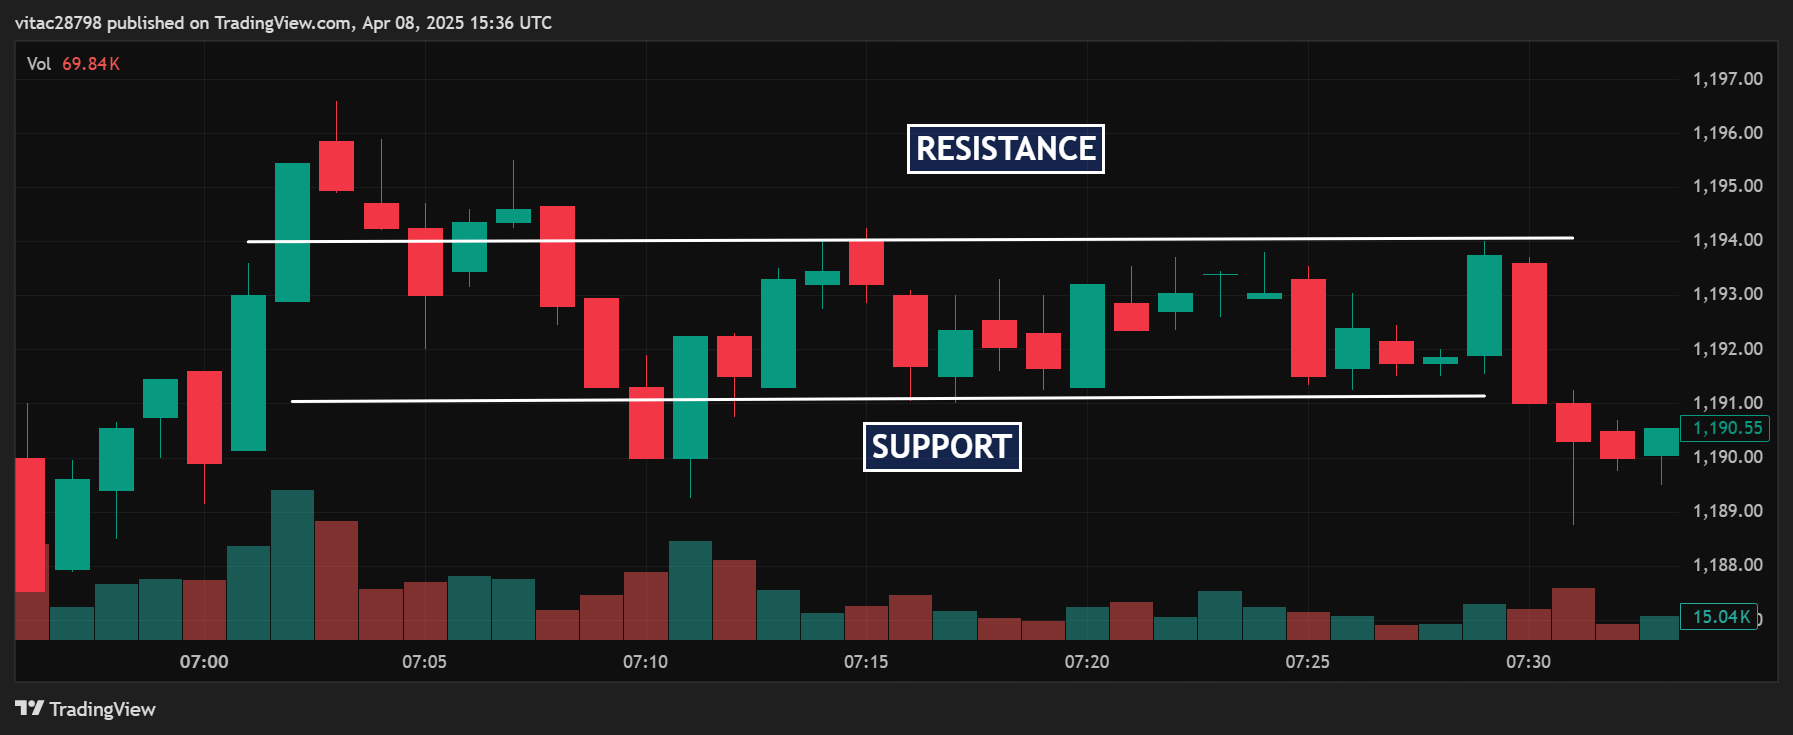 vitac28798 published on TradingView.com, Apr 08, 2025 15:36 UTC
Vol 69.84K
RESISTANCE
SUPPORT
1,197.00
1,196.00
1,195.00
1,194.00
1,193.00
1,192.00
1,191.00
1,190.55
1,190.00
1,189.00
1,188.00
15.04K
07:00 07:05 07:10 07:15 07:20 07:25 07:30
TradingView